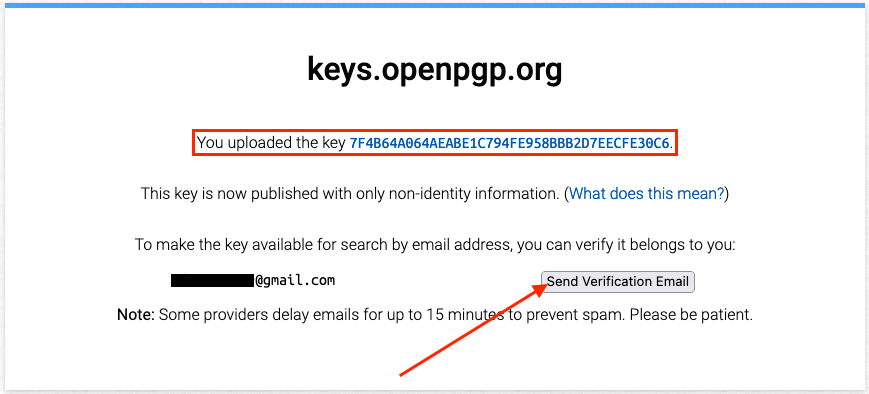 keys.openpgp.org
You uploaded the key 7F4B64A064AEABE1C794FE958BBB2D7EECFE30C6.
This key is now published with only non-identity information. (What does this mean?)
To make the key available for search by email address, you can verify it belongs to you:
@gmail.com Send Verification Email
Note: Some providers delay emails for up to 15 minutes to prevent spam. Please be patient.